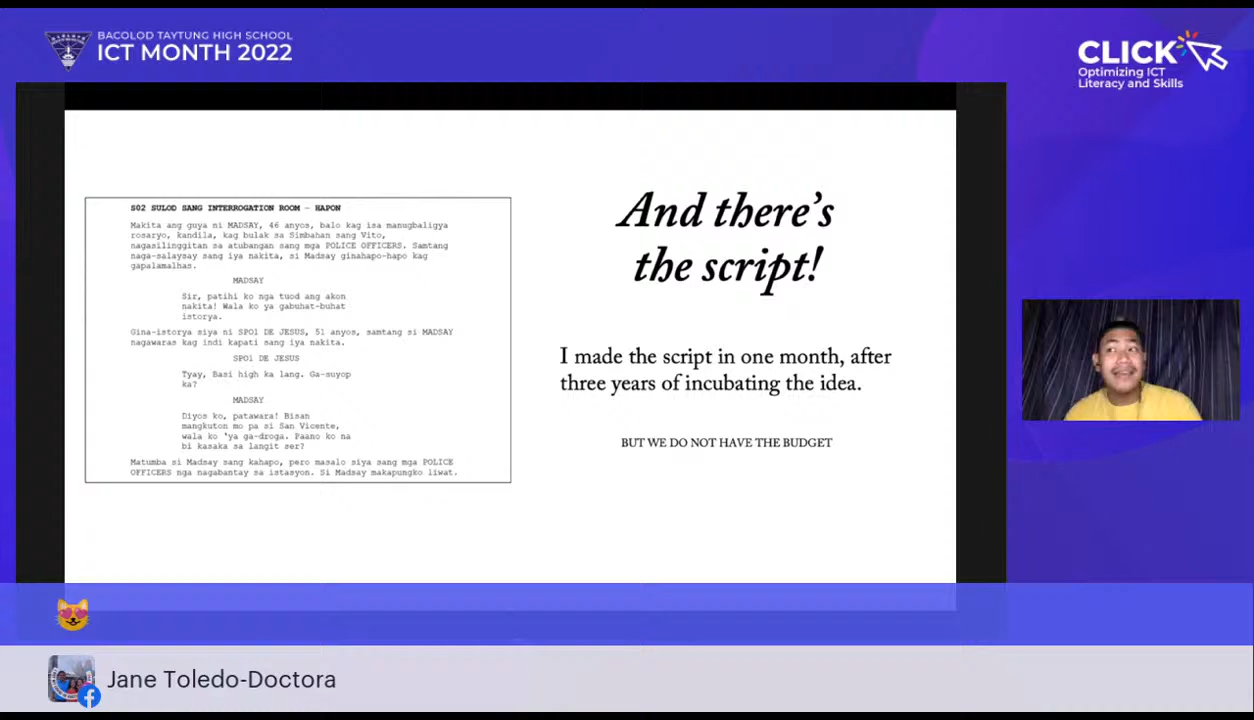 BACOLOD TAYTUNG HIGH SCHOOL
ICT MONTH 2022
CLICK
Optimizing ICT
Literacy and Skills
S02 SULOD SANG INTERROGATION ROOM - HAPON
Makita ang guya ni MADSAY, 46 anyos, balo kag isa manugbaligya
rosaryo, kandila, kag bulak sa Simbahan sang Vito,
nagasilinggitan sa atubangan sang mga POLICE OFFICERS. Samtang
naga-salaysay sang iya nakita, si Madsay ginahapo-hapo kag
gapalamalhas.
MADSAY
Sir, patihi ko nga tuod ang akon
nakita! Wala ko ya gabuhat-buhat
istorya.
Gina-istorya siya ni SPO1 DE JESUS, 51 anyos, samtang si MADSAY
nagawaras kag indi kapati sang iya nakita.
SPO1 DE JESUS
Tyay, Basi high ka lang. Ga-suyop
ka?
MADSAY
Diyos ko, patawara! Bisan
mangkuton mo pa si San Vicente,
wala ko 'ya ga-droga. Paano ko na
bi kasaka sa langit ser?
Matumba si Madsay sang kahapo, pero masalo siya sang mga POLICE
OFFICERS nga nagabantay sa istasyon. Si Madsay makapungko liwat.
And there's
the script!
I made the script in one month, after
three years of incubating the idea.
BUT WE DO NOT HAVE THE BUDGET
Jane Toledo-Doctora